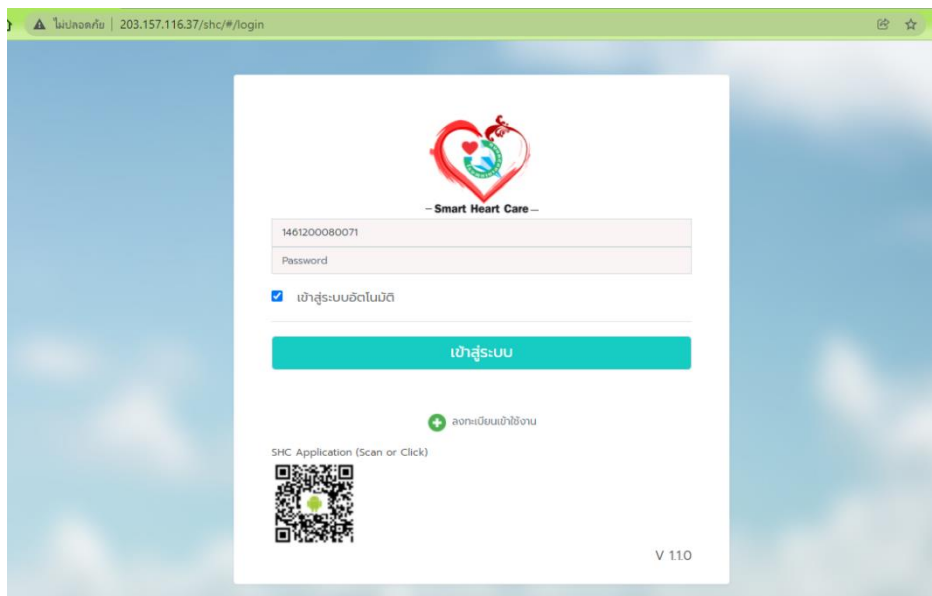 ไม่ปลอดภัย | 203.157.116.37/shc/#/login
– Smart Heart Care –
1461200080071
Password
เข้าสู่ระบบอัตโนมัติ
เข้าสู่ระบบ
ลงทะเบียนเข้าใช้งาน
SHC Application (Scan or Click)
V 1.1.0